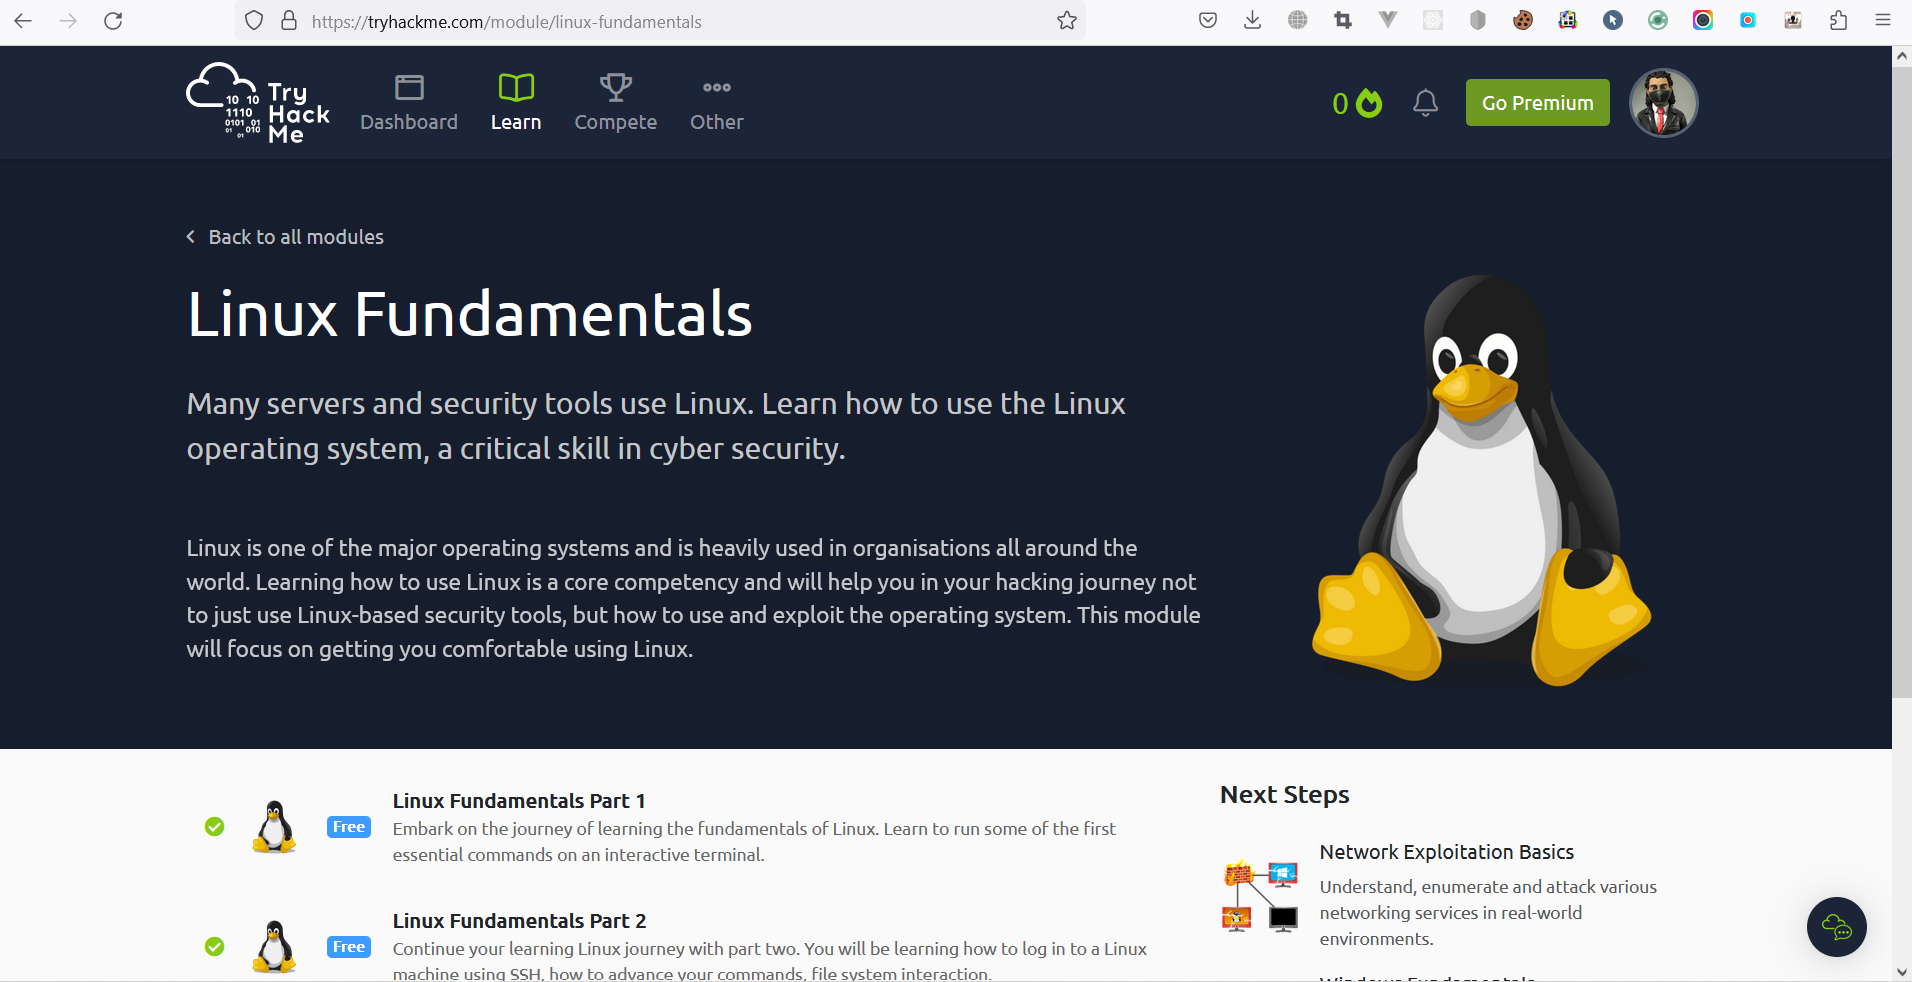 https://tryhackme.com/module/linux-fundamentals
10 10
1110
0101 01
01 010
01
Try
Hack
Me
Dashboard
Learn
Compete
Other
0
Go Premium
Back to all modules
Linux Fundamentals
Many servers and security tools use Linux. Learn how to use the Linux
operating system, a critical skill in cyber security.
Linux is one of the major operating systems and is heavily used in organisations all around the
world. Learning how to use Linux is a core competency and will help you in your hacking journey not
to just use Linux-based security tools, but how to use and exploit the operating system. This module
will focus on getting you comfortable using Linux.
Free
Linux Fundamentals Part 1
Embark on the journey of learning the fundamentals of Linux. Learn to run some of the first
essential commands on an interactive terminal.
Free
Linux Fundamentals Part 2
Continue your learning Linux journey with part two. You will be learning how to log in to a Linux
machine using SSH, how to advance your commands, file system interaction.
Next Steps
Network Exploitation Basics
Understand, enumerate and attack various
networking services in real-world
environments.
Windows Fundamentals